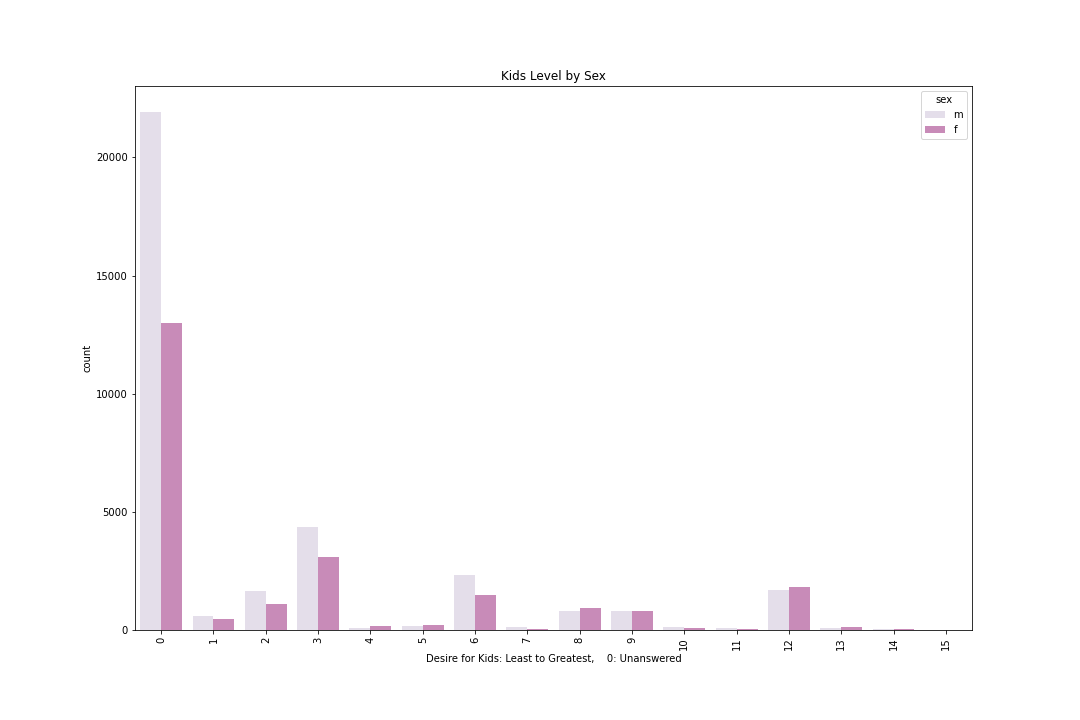 Kids Level by Sex
sex
m
f
count
20000
15000
10000
5000
0
0 1 2 3 4 5 6 7 8 9 10 11 12 13 14 15
Desire for Kids: Least to Greatest,    0: Unanswered